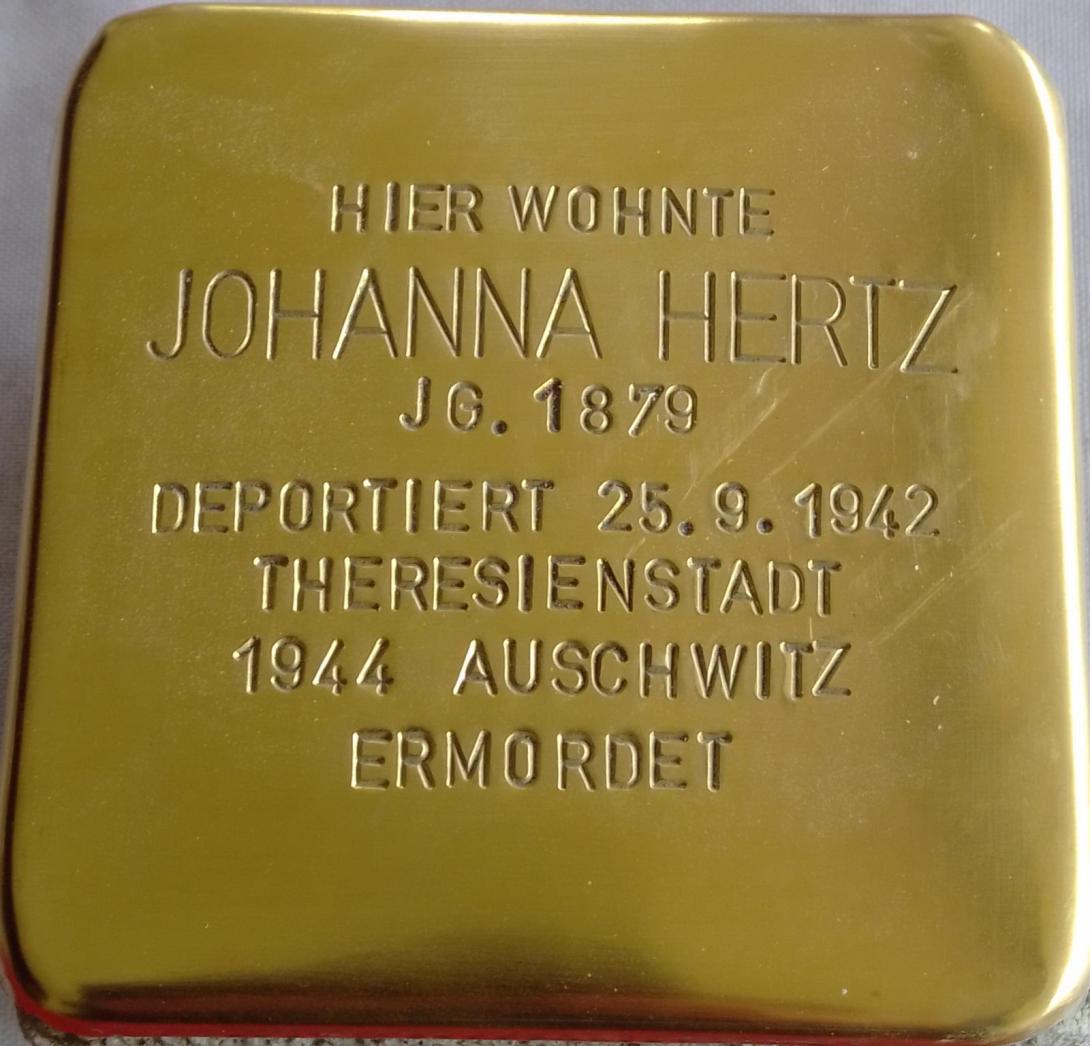 HIER WOHNTE
JOHANNA HERTZ
JG. 1879
DEPORTIERT 25.9.1942
THERESIENSTADT
1944 AUSCHWITZ
ERMORDET